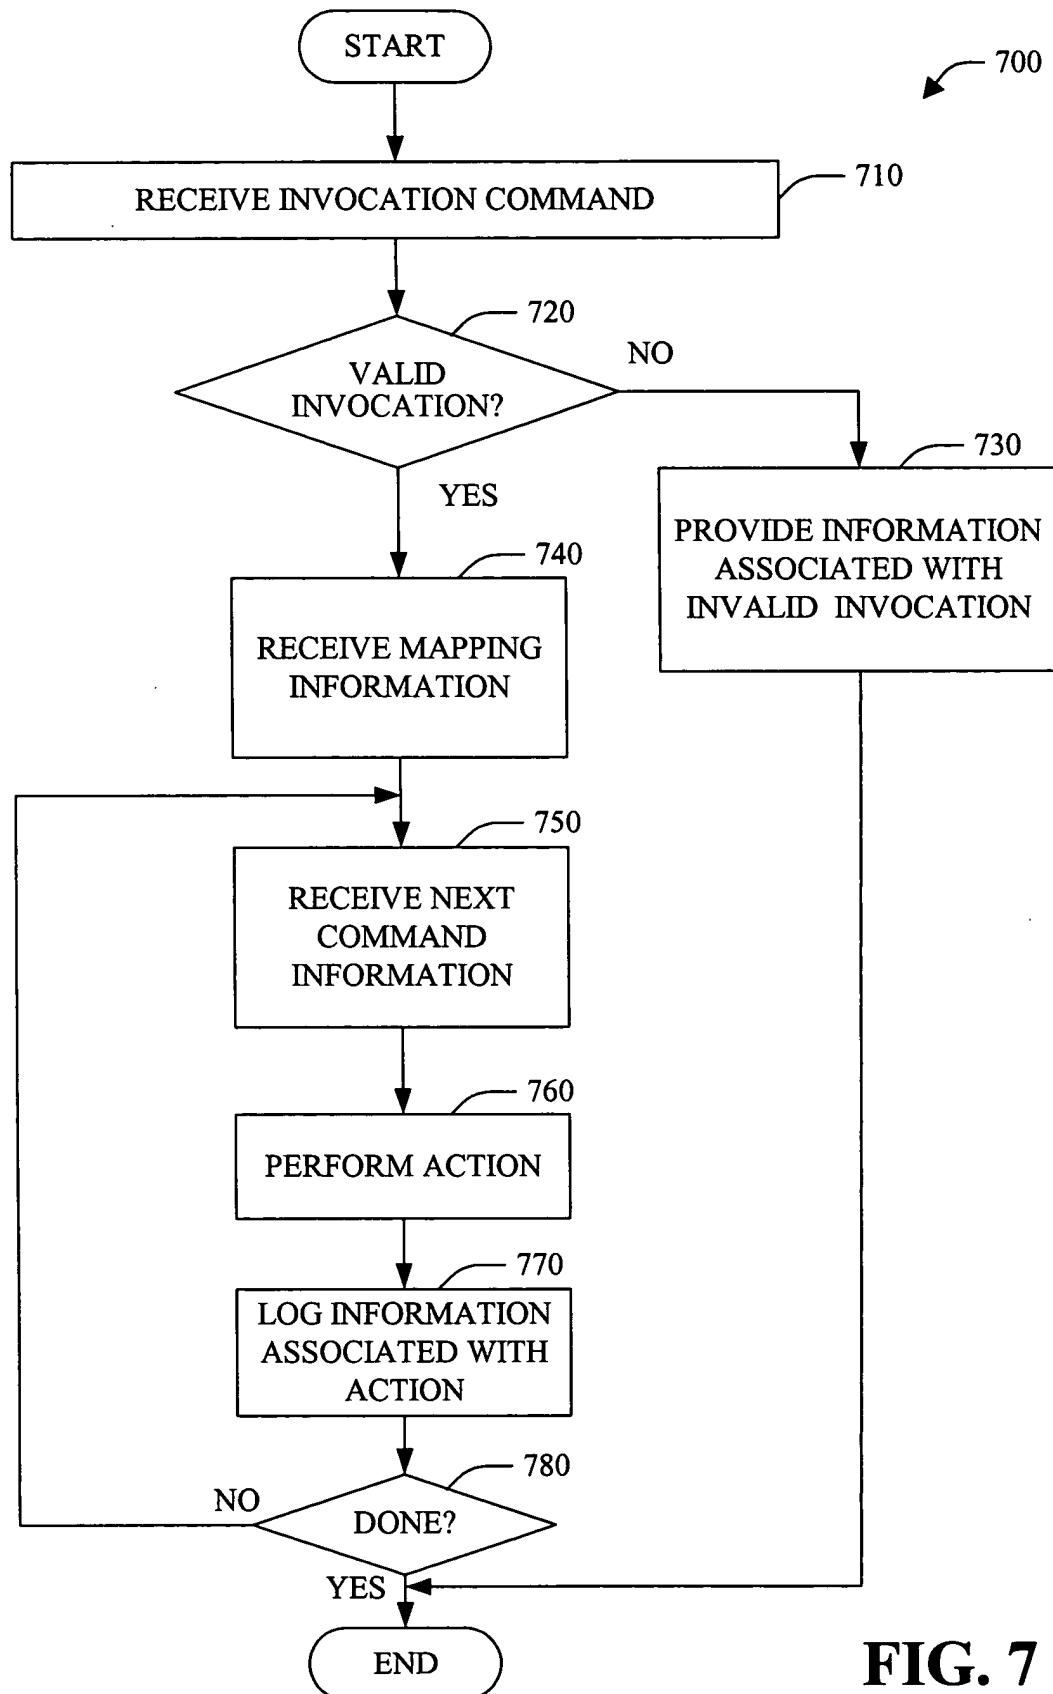 START
700
RECEIVE INVOCATION COMMAND
710
720
VALID
INVOCATION?
NO
YES
730
PROVIDE INFORMATION
ASSOCIATED WITH
INVALID INVOCATION
740
RECEIVE MAPPING
INFORMATION
750
RECEIVE NEXT
COMMAND
INFORMATION
760
PERFORM ACTION
770
LOG INFORMATION
ASSOCIATED WITH
ACTION
780
NO
DONE?
YES
END
FIG. 7